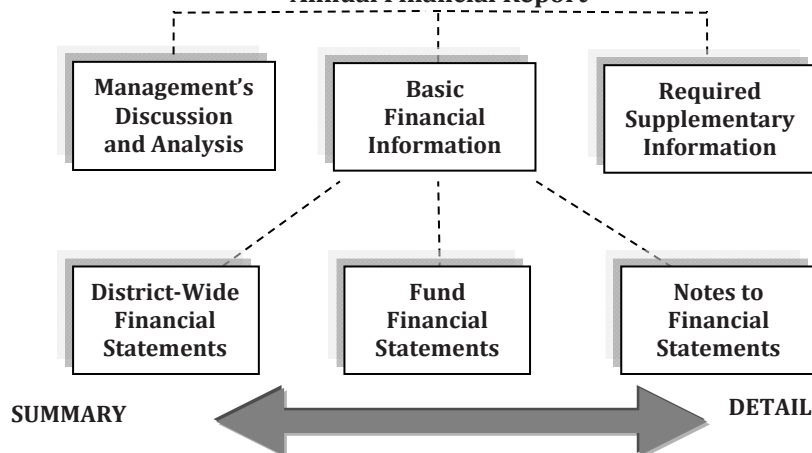 Annual Financial Report
Management’s
Discussion
and Analysis
Basic
Financial
Information
Required
Supplementary
Information
District-Wide
Financial
Statements
Fund
Financial
Statements
Notes to
Financial
Statements
SUMMARY
DETAIL